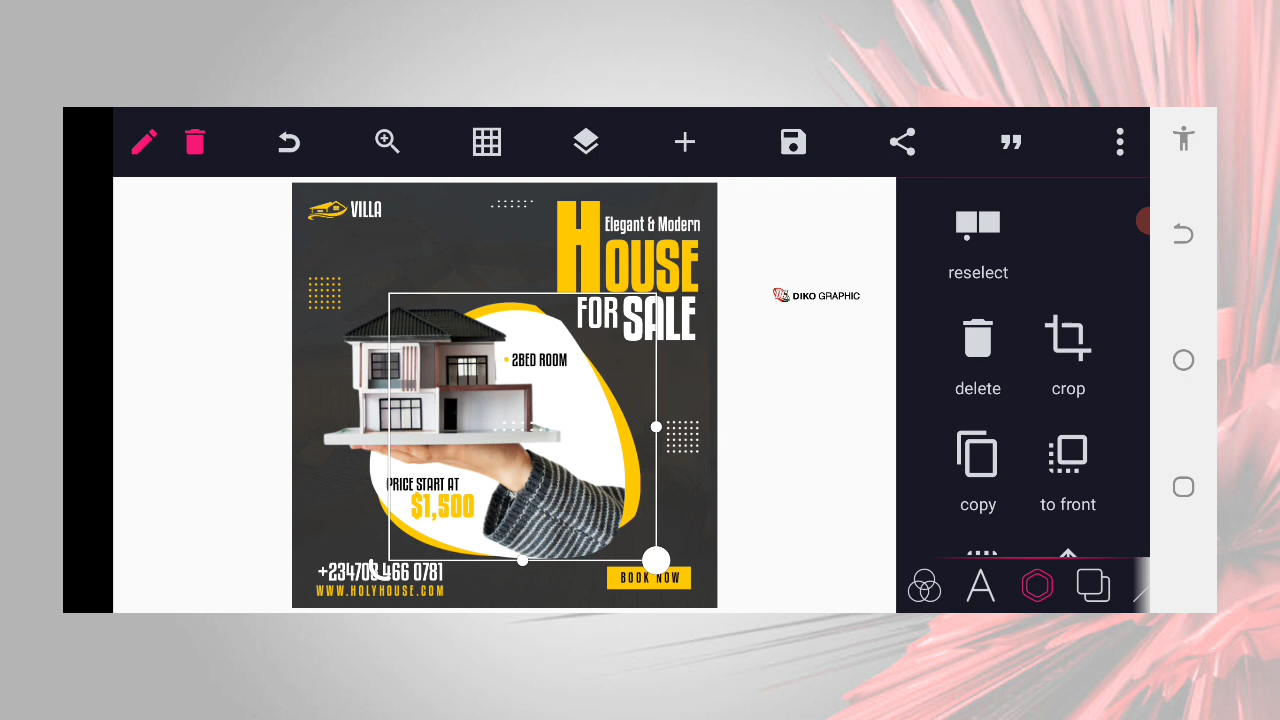 VILLA
Elegant & Modern
HOUSE
FOR SALE
DIKO GRAPHIC
2BED ROOM
PRICE START AT
$1,500
466 0781
WWW.HOLYHOUSE.COM
BOOK NOW
reselect
delete
crop
copy
to front